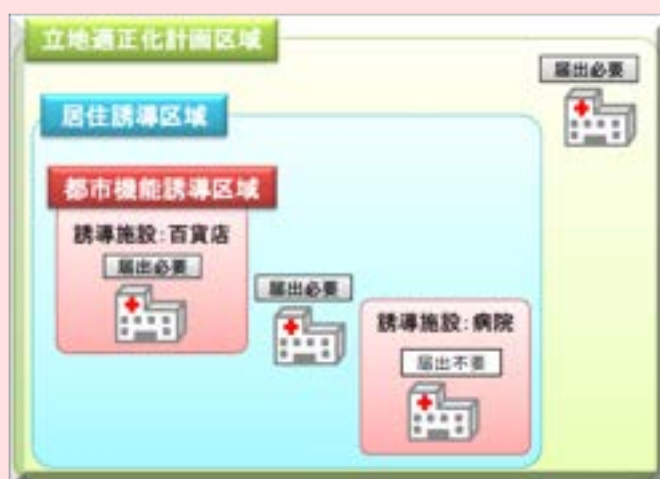 立地適正化計画区域
届出必要
居住誘導区域
都市機能誘導区域
誘導施設:百貨店
届出必要
届出必要
誘導施設:病院
届出不要